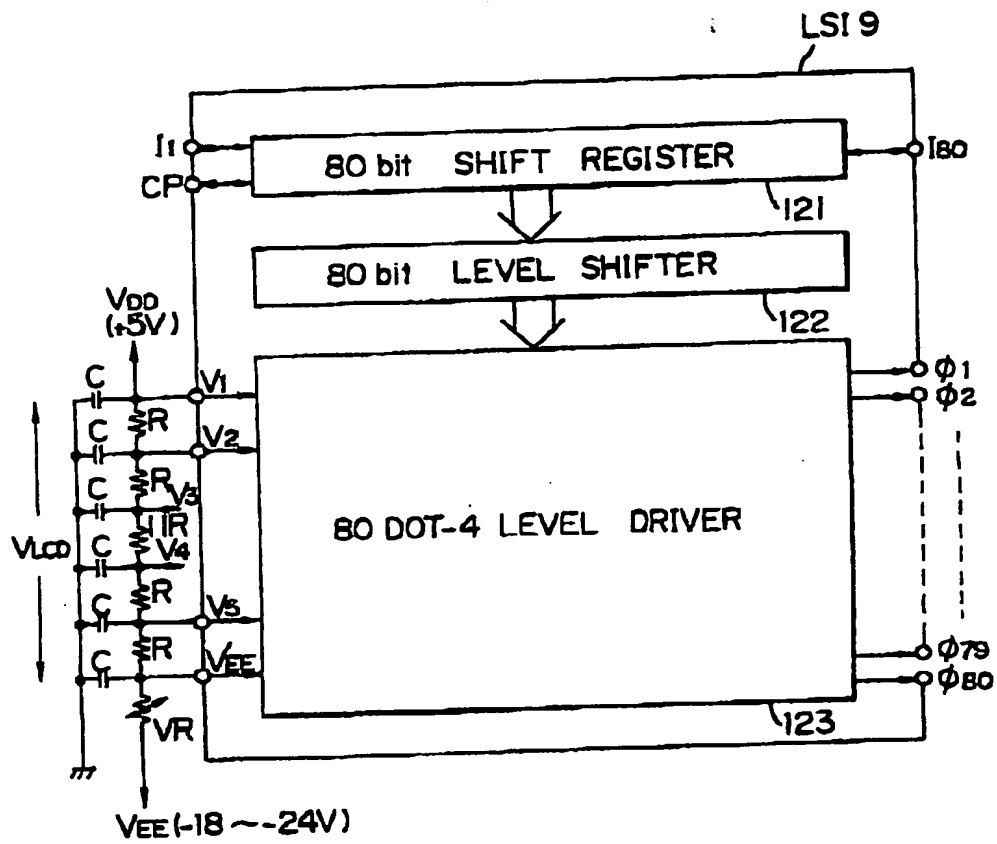 LSI 9
I1
80 bit SHIFT REGISTER
I80
CP
121
80 bit LEVEL SHIFTER
122
VDD
(+5V)
C
V1
R
φ1
φ2
C
V2
R
C
V3
11R
80 DOT-4 LEVEL DRIVER
VLCD
C
V4
R
C
V5
R
C
VEE
φ79
φ80
VR
123
VEE (-18 ~ -24V)